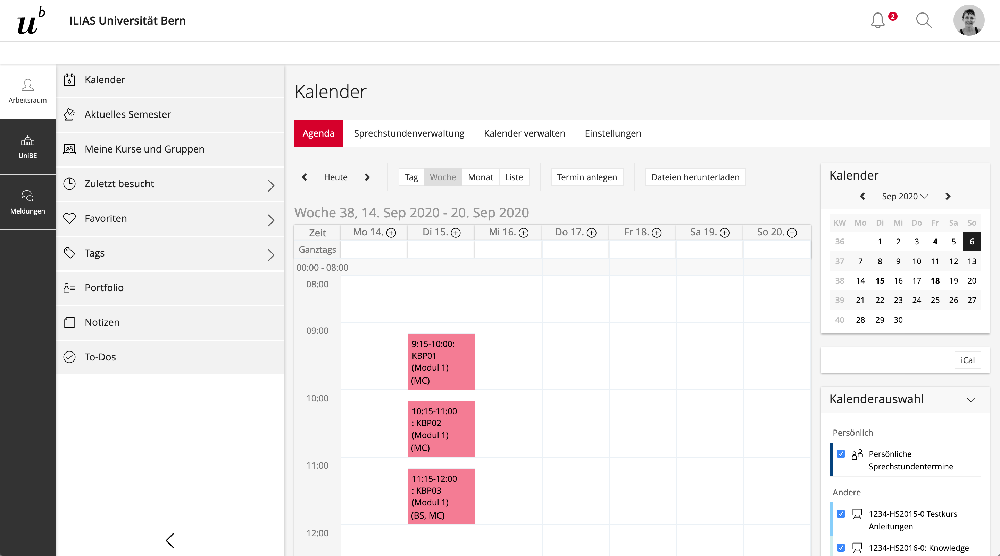 u b
ILIAS Universität Bern
2
Arbeitsraum
UniBE
Meldungen
6 Kalender
Aktuelles Semester
Meine Kurse und Gruppen
Zuletzt besucht
Favoriten
Tags
Portfolio
Notizen
To-Dos
Kalender
Agenda Sprechstundenverwaltung Kalender verwalten Einstellungen
Heute Tag Woche Monat Liste Termin anlegen Dateien herunterladen
Woche 38, 14. Sep 2020 - 20. Sep 2020
Zeit Mo 14. Di 15. Mi 16. Do 17. Fr 18. Sa 19. So 20.
Ganztags
00:00 - 08:00
08:00
09:00
9:15-10:00:
KBP01
(Modul 1)
(MC)
10:00
10:15-11:00
: KBP02
(Modul 1)
(MC)
11:00
11:15-12:00
: KBP03
(Modul 1)
(BS, MC)
12:00
Kalender
Sep 2020
KW Mo Di Mi Do Fr Sa So
36 1 2 3 4 5 6
37 7 8 9 10 11 12 13
38 14 15 16 17 18 19 20
39 21 22 23 24 25 26 27
40 28 29 30
iCal
Kalenderauswahl
Persönlich
Persönliche
Sprechstundentermine
Andere
1234-HS2015-0 Testkurs
Anleitungen
1234-HS2016-0: Knowledge